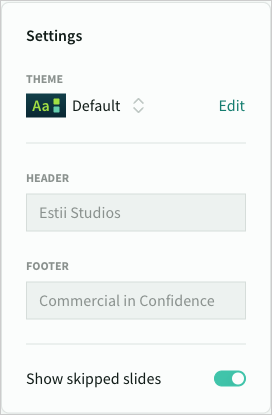 Settings
THEME
Aa Default Edit
HEADER
Estii Studios
FOOTER
Commercial in Confidence
Show skipped slides